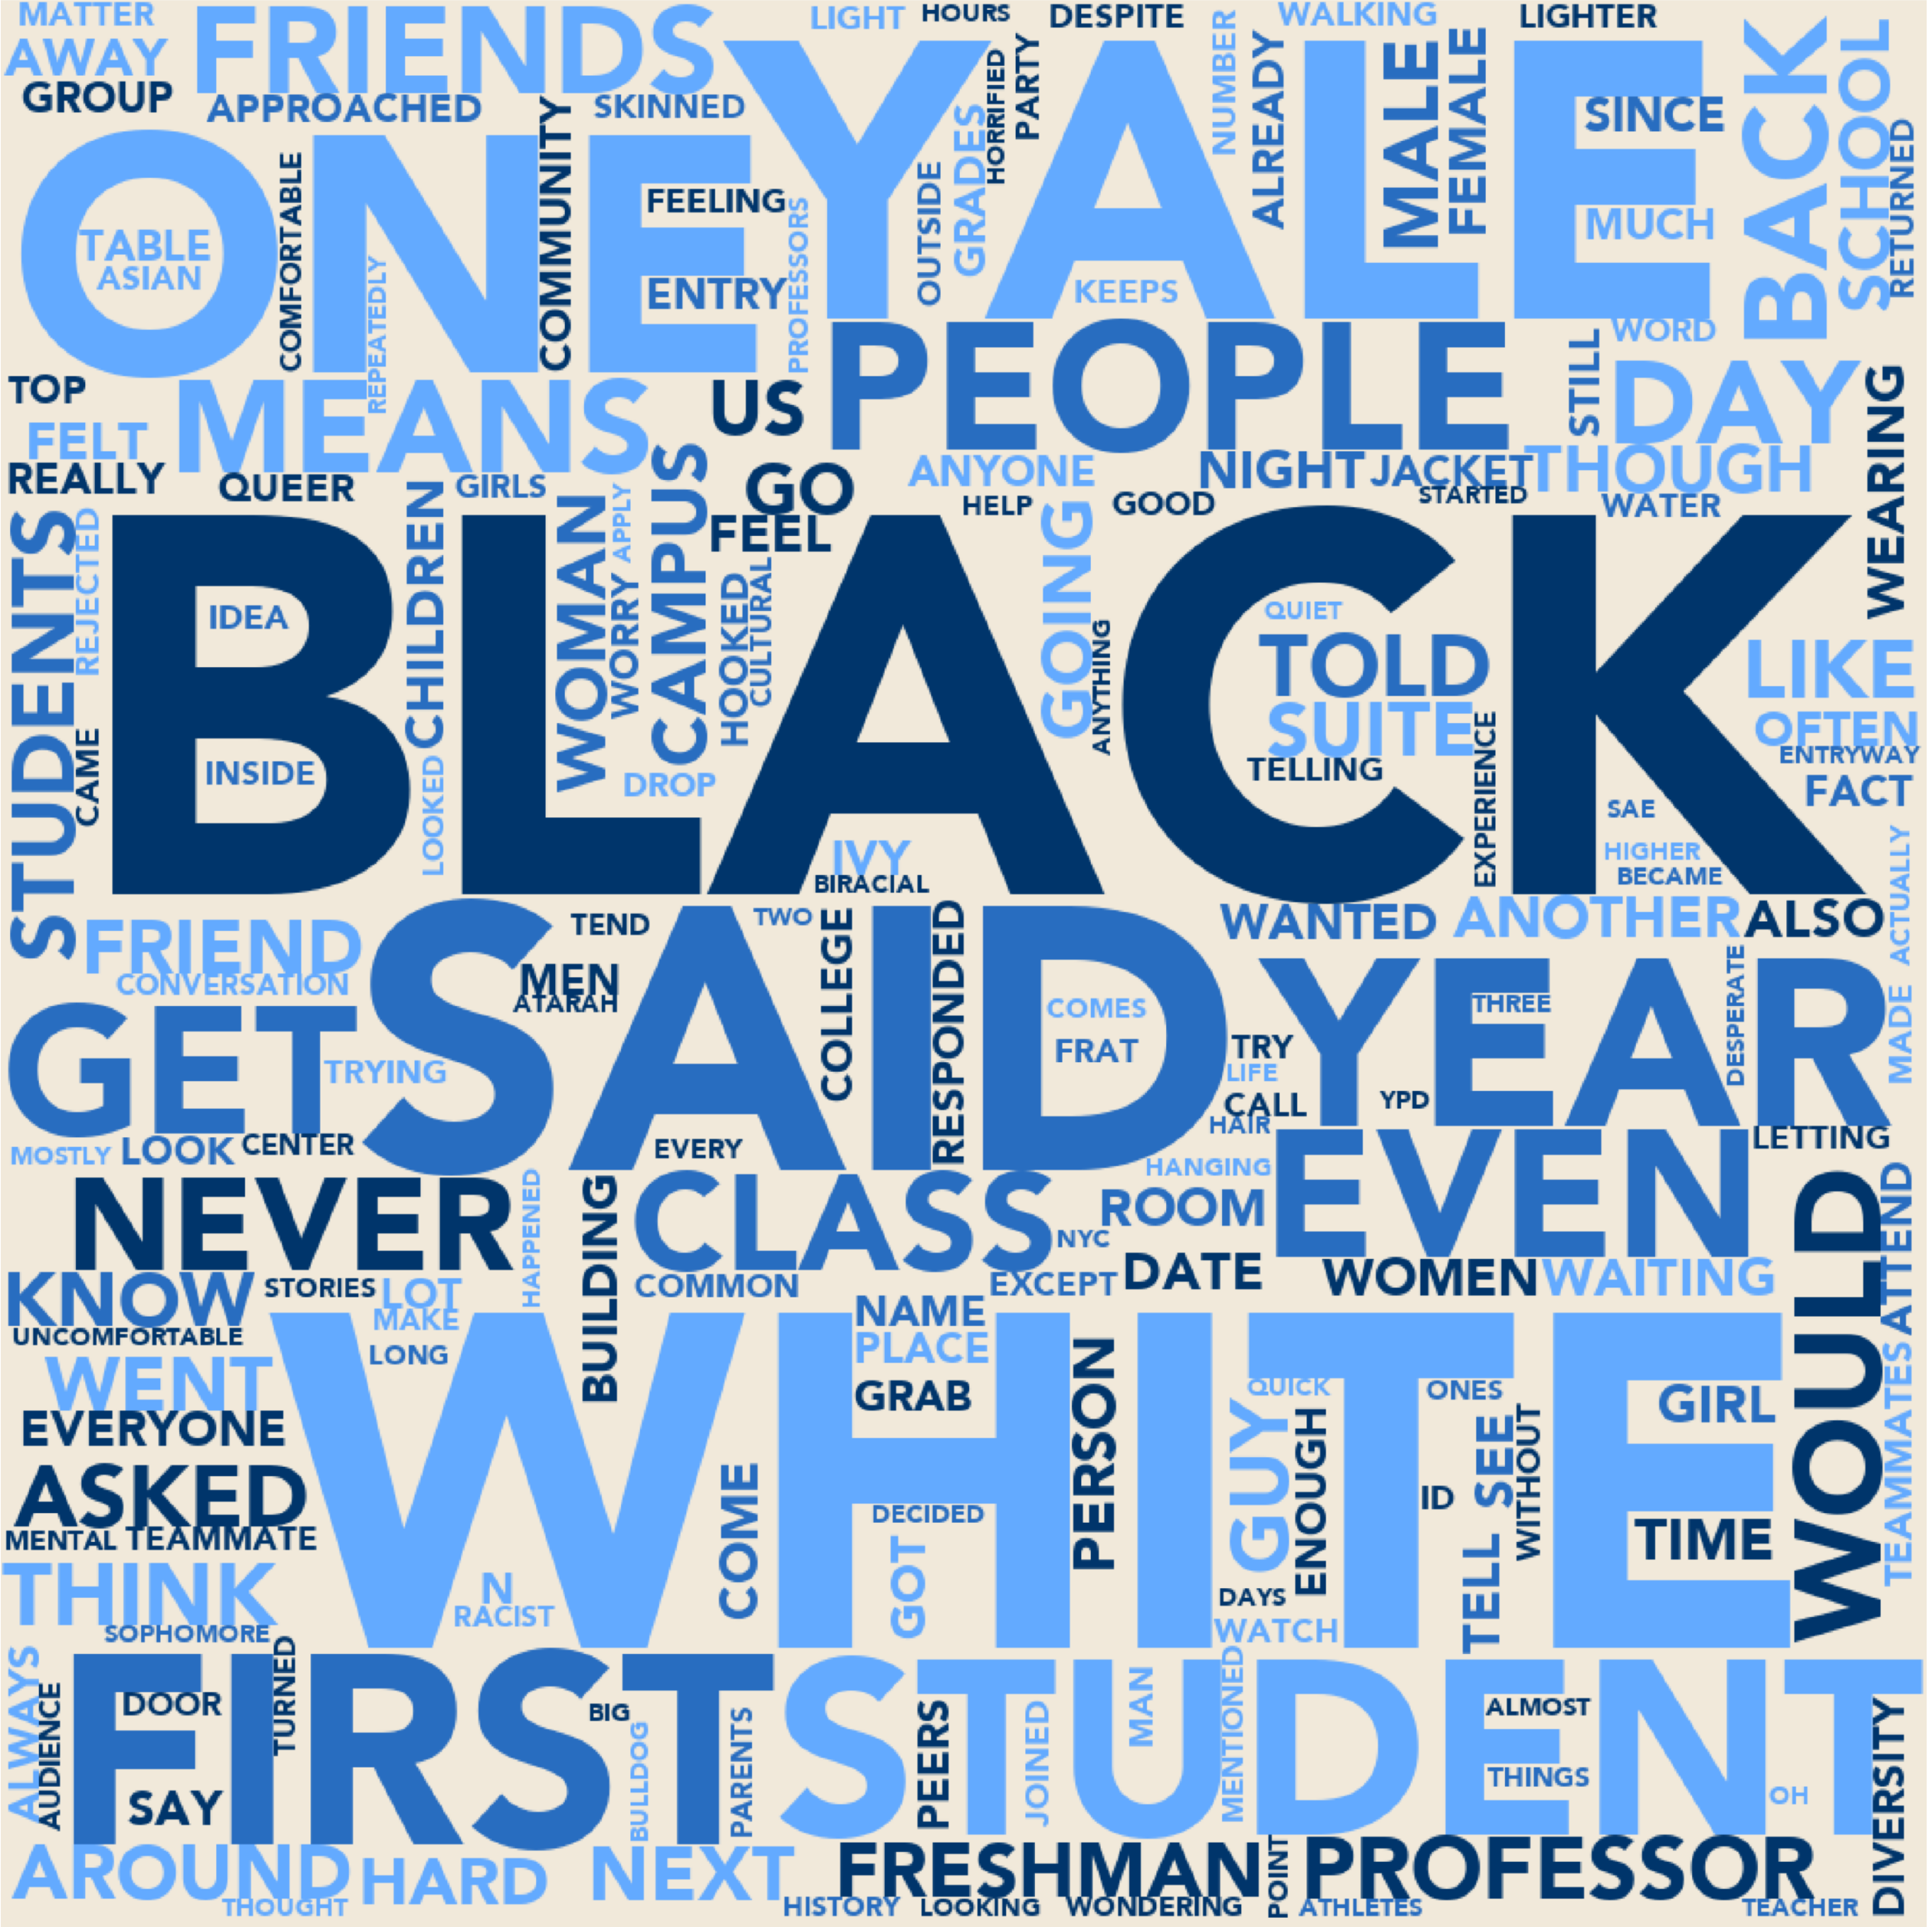 MATTER
AWAY
GROUP
FRIENDS
APPROACHED
SKINNED
LIGHT
HOURS
DESPITE
WALKING
LIGHTER
YALE
HORRIFIED
PARTY
NUMBER
ALREADY
MALE
FEMALE
SINCE
BACK
SCHOOL
RETURNED
ONE
TABLE
ASIAN
COMFORTABLE
REPEATEDLY
COMMUNITY
FEELING
ENTRY
PROFESSORS
OUTSIDE
GRADES
KEEPS
MUCH
WORD
TOP
FELT
REALLY
MEANS
QUEER
GIRLS
US
PEOPLE
STILL
DAY
WEARING
GO
FEEL
ANYONE
HELP
GOOD
NIGHT
JACKET
STARTED
THOUGH
WATER
STUDENTS
REJECTED
CAME
BLACK
IDEA
INSIDE
CHILDREN
LOOKED
WOMAN
WORRY
APPLY
CAMPUS
DROP
HOOKED
CULTURAL
GOING
ANYTHING
QUIET
TOLD
SUITE
TELLING
EXPERIENCE
LIKE
OFTEN
ENTRYWAY
FACT
SAE
HIGHER
BECAME
IVY
BIRACIAL
ACTUALLY
FRIEND
CONVERSATION
SAID
TEND
MEN
ATARAH
TWO
COLLEGE
RESPONDED
COMES
FRAT
WANTED
ANOTHER
ALSO
YEAR
THREE
DESPERATE
MADE
GET
TRYING
TRY
LIFE
CALL
HAIR
YPD
MOSTLY
LOOK
CENTER
EVERY
HANGING
EVEN
LETTING
NEVER
HAPPENED
BUILDING
CLASS
NYC
ROOM
WOULD
ATTEND
KNOW
STORIES
LOT
MAKE
LONG
COMMON
EXCEPT
DATE
WOMEN
WAITING
UNCOMFORTABLE
WENT
EVERYONE
WHITE
NAME
PLACE
GRAB
PERSON
QUICK
GUY
ENOUGH
ONES
SEE
WITHOUT
GIRL
TEAMMATES
ASKED
MENTAL
TEAMMATE
COME
DECIDED
GOT
DAYS
WATCH
ID
TELL
TIME
THINK
SOPHOMORE
N
RACIST
ALWAYS
AUDIENCE
FIRST
DOOR
SAY
TURNED
BIG
BULLDOG
PARENTS
STUDENT
PEERS
JOINED
MAN
MENTIONED
ALMOST
THINGS
OH
DIVERSITY
AROUND
THOUGHT
HARD
NEXT
FRESHMAN
HISTORY
LOOKING
WONDERING
POINT
PROFESSOR
ATHLETES
TEACHER